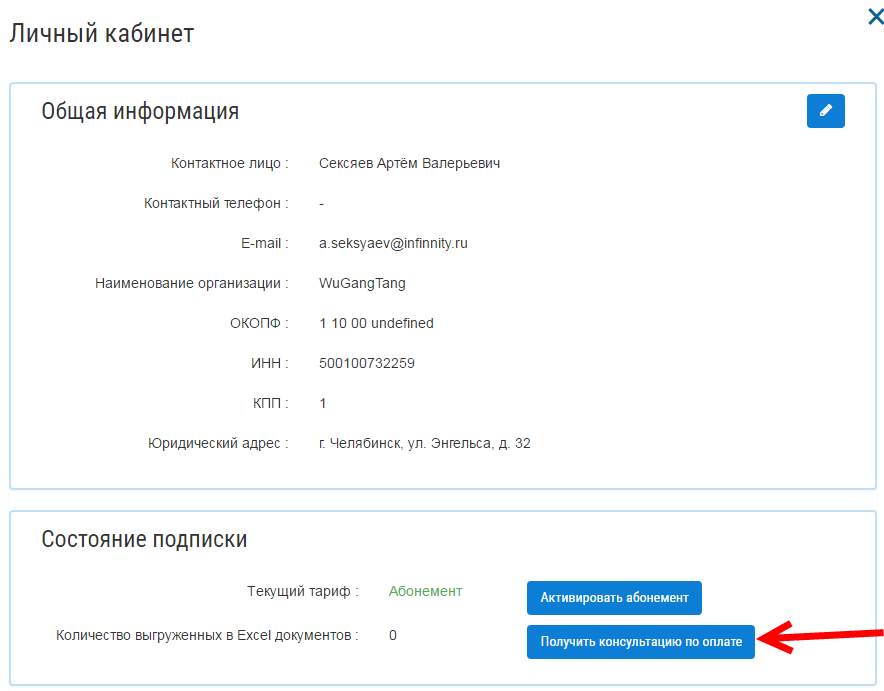 Личный кабинет
Общая информация
Контактное лицо : Сексяев Артём Валерьевич
Контактный телефон : -
E-mail : a.seksyaev@infinnity.ru
Наименование организации : WuGangTang
ОКОПФ : 1 10 00 undefined
ИНН : 500100732259
КПП : 1
Юридический адрес : г. Челябинск, ул. Энгельса, д. 32
Состояние подписки
Текущий тариф : Абонемент Активировать абонемент
Количество выгруженных в Excel документов : 0 Получить консультацию по оплате